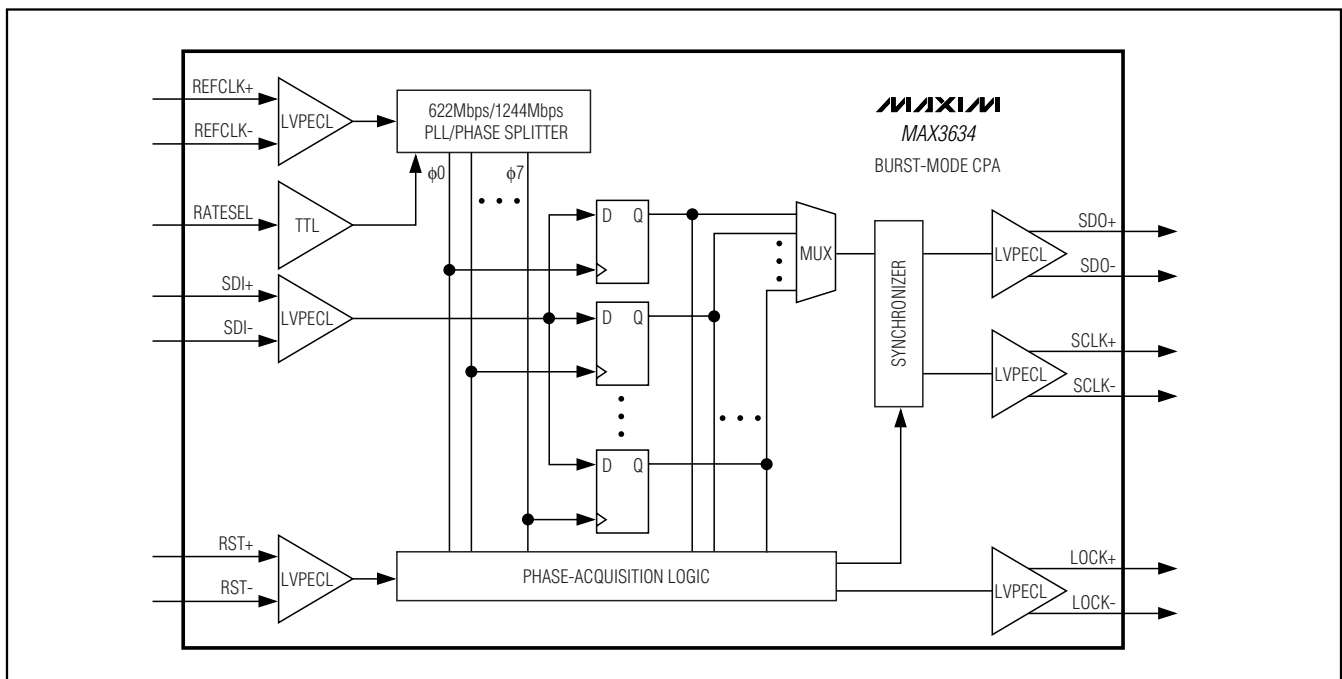 REFCLK+
REFCLK-
LVPECL
622Mbps/1244Mbps
PLL/PHASE SPLITTER
MAXIM
MAX3634
BURST-MODE CPA
ϕ0
ϕ7
RATESEL
TTL
SDI+
SDI-
LVPECL
D Q
D Q
D Q
MUX
SYNCHRONIZER
LVPECL
SDO+
SDO-
LVPECL
SCLK+
SCLK-
RST+
RST-
LVPECL
PHASE-ACQUISITION LOGIC
LVPECL
LOCK+
LOCK-